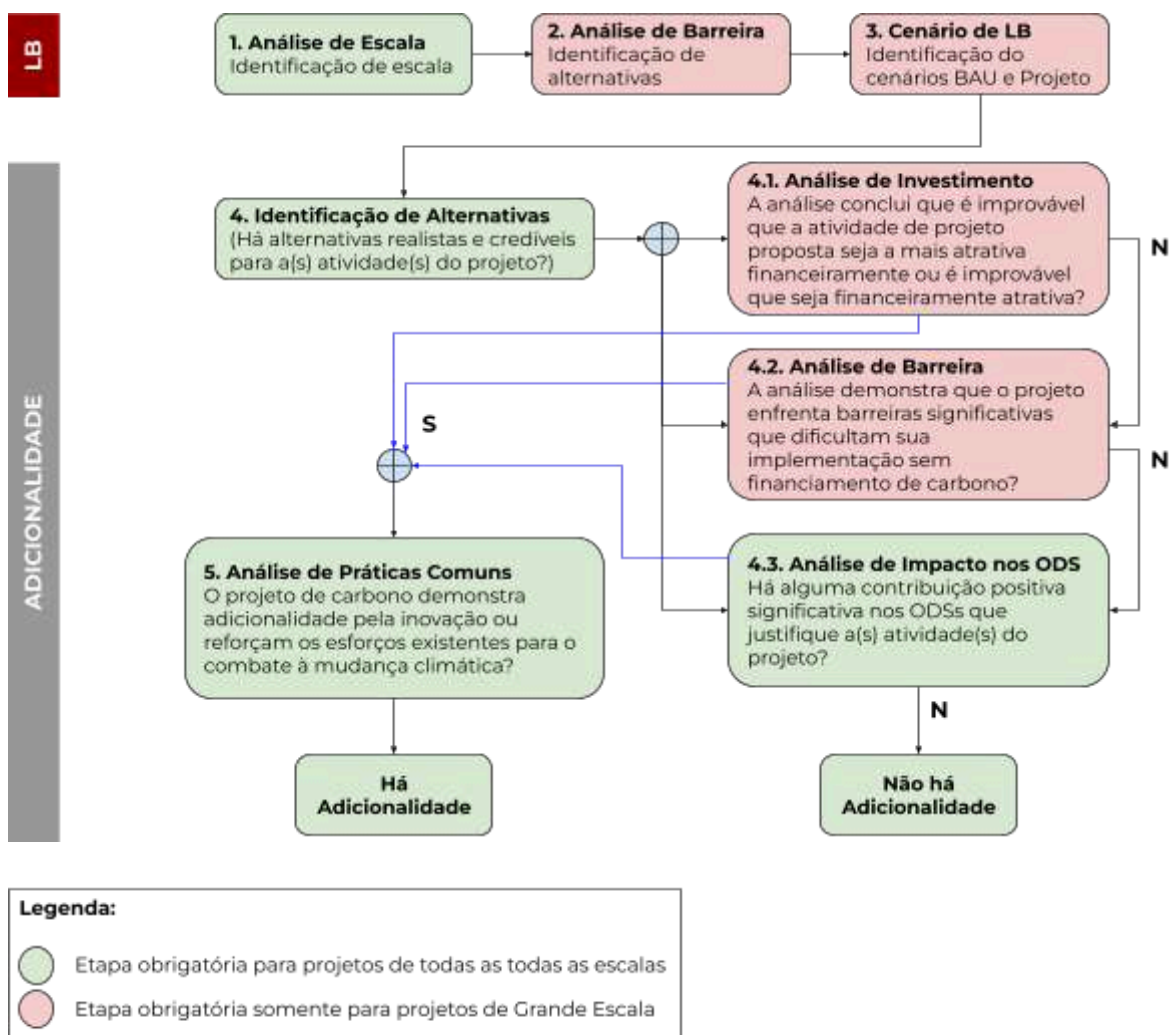 LB
1. Análise de Escala
Identificação de escala
2. Análise de Barreira
Identificação de
alternativas
3. Cenário de LB
Identificação do
cenários BAU e Projeto
ADICIONALIDADE
4. Identificação de Alternativas
(Há alternativas realistas e credíveis
para a(s) atividade(s) do projeto?)
4.1. Análise de Investimento
A análise conclui que é improvável
que a atividade de projeto
proposta seja a mais atrativa
financeiramente ou é improvável
que seja financeiramente atrativa?
N
4.2. Análise de Barreira
A análise demonstra que o projeto
enfrenta barreiras significativas
que dificultam sua
implementação sem
financiamento de carbono?
S
N
5. Análise de Práticas Comuns
O projeto de carbono demonstra
adicionalidade pela inovação ou
reforçam os esforços existentes para o
combate à mudança climática?
4.3. Análise de Impacto nos ODS
Há alguma contribuição positiva
significativa nos ODSs que
justifique a(s) atividade(s) do
projeto?
N
Há
Adicionalidade
Não há
Adicionalidade
Legenda:
Etapa obrigatória para projetos de todas as todas as escalas
Etapa obrigatória somente para projetos de Grande Escala